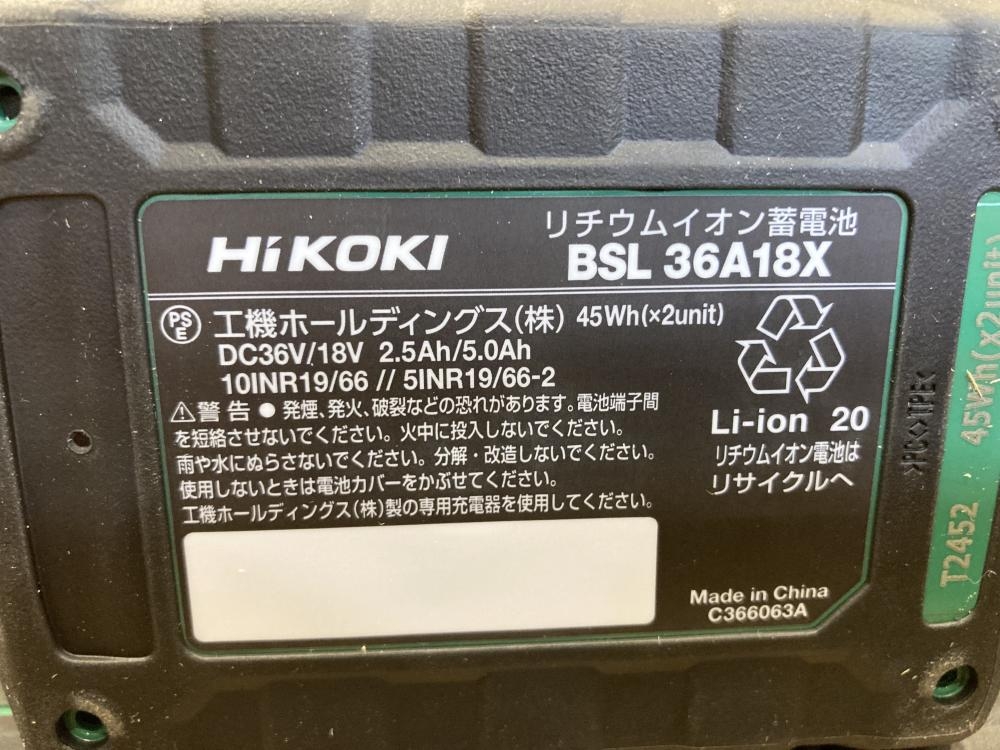 リチウムイオン蓄電池
HiKOKI
BSL 36A18X
PS
E
工機ホールディングス(株) 45Wh(×2unit)
DC36V/18V 2.5Ah/5.0Ah
10INR19/66 // 5INR19/66-2
⚠警告 ● 発煙、発火、破裂などの恐れがあります。電池端子間
を短絡させないでください。火中に投入しないでください。
雨や水にぬらさないでください。分解・改造しないでください。
使用しないときは電池カバーをかぶせてください。
工機ホールディングス(株)製の専用充電器を使用してください。
Li-ion 20
リチウムイオン電池は
リサイクルへ
Made in China
C366063A
>PC<>TPE<
T2452 45Wh(x2unit)